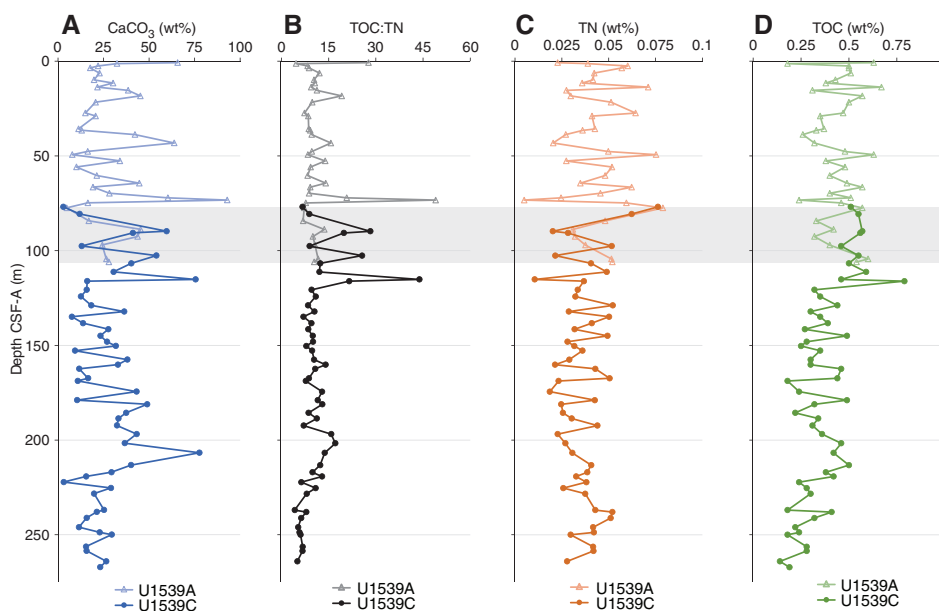 A CaCO3 (wt%)
0 25 50 75 100
B TOC:TN
0 15 30 45 60
C TN (wt%)
0 0.025 0.05 0.075 0.1
D TOC (wt%)
0 0.25 0.5 0.75
0
50
100
150
200
250
Depth CSF-A (m)
U1539A
U1539C
U1539A
U1539C
U1539A
U1539C
U1539A
U1539C